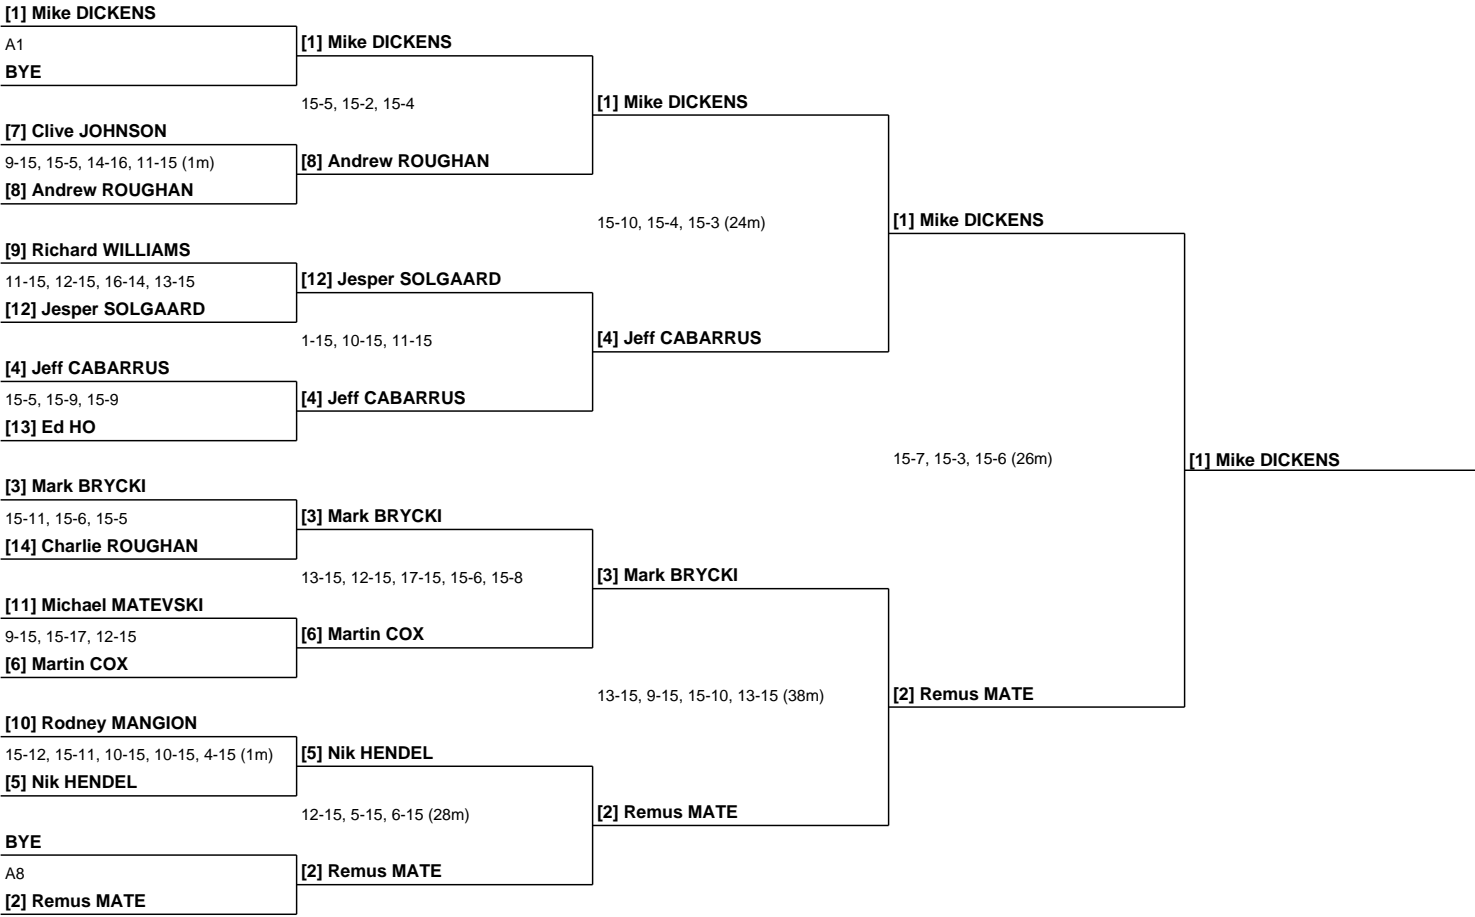 [1] Mike DICKENS
A1
BYE
[7] Clive JOHNSON
9-15, 15-5, 14-16, 11-15 (1m)
[8] Andrew ROUGHAN
[9] Richard WILLIAMS
11-15, 12-15, 16-14, 13-15
[12] Jesper SOLGAARD
[4] Jeff CABARRUS
15-5, 15-9, 15-9
[13] Ed HO
[3] Mark BRYCKI
15-11, 15-6, 15-5
[14] Charlie ROUGHAN
[11] Michael MATEVSKI
9-15, 15-17, 12-15
[6] Martin COX
[10] Rodney MANGION
15-12, 15-11, 10-15, 10-15, 4-15 (1m)
[5] Nik HENDEL
BYE
A8
[2] Remus MATE
[1] Mike DICKENS
15-5, 15-2, 15-4
[8] Andrew ROUGHAN
[12] Jesper SOLGAARD
1-15, 10-15, 11-15
[4] Jeff CABARRUS
[3] Mark BRYCKI
13-15, 12-15, 17-15, 15-6, 15-8
[6] Martin COX
[5] Nik HENDEL
12-15, 5-15, 6-15 (28m)
[2] Remus MATE
[1] Mike DICKENS
15-10, 15-4, 15-3 (24m)
[4] Jeff CABARRUS
[3] Mark BRYCKI
13-15, 9-15, 15-10, 13-15 (38m)
[2] Remus MATE
[1] Mike DICKENS
15-7, 15-3, 15-6 (26m)
[2] Remus MATE
[1] Mike DICKENS